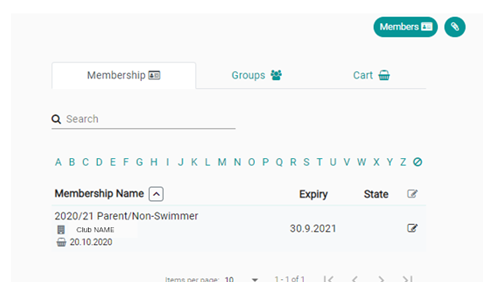 Members
Membership Groups Cart
Search
A B C D E F G H I J K L M N O P Q R S T U V W X Y Z
Membership Name Expiry State
2020/21 Parent/Non-Swimmer
Club NAME
30.9.2021
20.10.2020
Items per page: 10 1 - 1 of 1